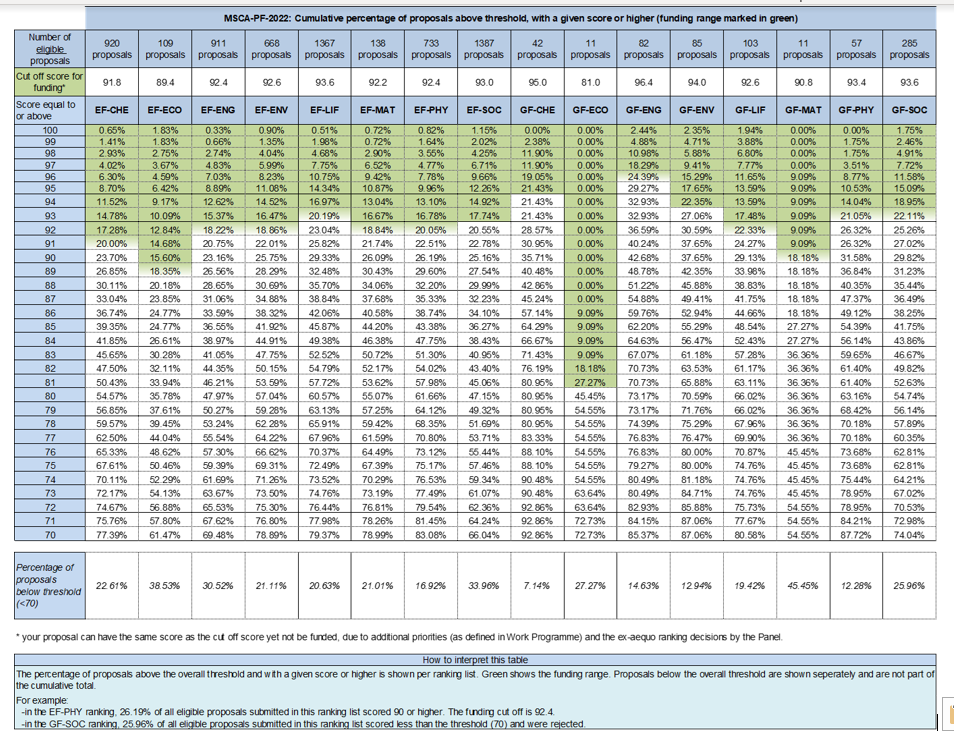 MSCA-PF-2022: Cumulative percentage of proposals above threshold, with a given score or higher (funding range marked in green)
Number of eligible proposals 920 proposals 109 proposals 911 proposals 668 proposals 1367 proposals 138 proposals 733 proposals 1387 proposals 42 proposals 11 proposals 82 proposals 85 proposals 103 proposals 11 proposals 57 proposals 285 proposals
Cut off score for funding* 91.8 89.4 92.4 92.6 93.6 92.2 92.4 93.0 95.0 81.0 96.4 94.0 92.6 90.8 93.4 93.6
Score equal to or above EF-CHE EF-ECO EF-ENG EF-ENV EF-LIF EF-MAT EF-PHY EF-SOC GF-CHE GF-ECO GF-ENG GF-ENV GF-LIF GF-MAT GF-PHY GF-SOC
100 0.65% 1.83% 0.33% 0.90% 0.51% 0.72% 0.82% 1.15% 0.00% 0.00% 2.44% 2.35% 1.94% 0.00% 0.00% 1.75%
99 1.41% 1.83% 0.66% 1.35% 1.98% 0.72% 1.64% 2.02% 2.38% 0.00% 4.88% 4.71% 3.88% 0.00% 1.75% 2.46%
98 2.93% 2.75% 2.74% 4.04% 4.68% 2.90% 3.55% 4.25% 11.90% 0.00% 10.98% 5.88% 6.80% 0.00% 1.75% 4.91%
97 4.02% 3.67% 4.83% 5.99% 7.75% 6.52% 4.77% 6.71% 11.90% 0.00% 18.29% 9.41% 7.77% 0.00% 3.51% 7.72%
96 6.30% 4.59% 7.03% 8.23% 10.75% 9.42% 7.78% 9.66% 19.05% 0.00% 24.39% 15.29% 11.65% 9.09% 8.77% 11.58%
95 8.70% 6.42% 8.89% 11.08% 14.34% 10.87% 9.96% 12.26% 21.43% 0.00% 29.27% 17.65% 13.59% 9.09% 10.53% 15.09%
94 11.52% 9.17% 12.62% 14.52% 16.97% 13.04% 13.10% 14.92% 21.43% 0.00% 32.93% 22.35% 13.59% 9.09% 14.04% 18.95%
93 14.78% 10.09% 15.37% 16.47% 20.19% 16.67% 16.78% 17.74% 21.43% 0.00% 32.93% 27.06% 17.48% 9.09% 21.05% 22.11%
92 17.28% 12.84% 18.22% 18.86% 23.04% 18.84% 20.05% 20.55% 28.57% 0.00% 36.59% 30.59% 22.33% 9.09% 26.32% 25.26%
91 20.00% 14.68% 20.75% 22.01% 25.82% 21.74% 22.51% 22.78% 30.95% 0.00% 40.24% 37.65% 24.27% 9.09% 26.32% 27.02%
90 23.70% 15.60% 23.16% 25.75% 29.33% 26.09% 26.19% 25.16% 35.71% 0.00% 42.68% 37.65% 29.13% 18.18% 31.58% 29.82%
89 26.85% 18.35% 26.56% 28.29% 32.48% 30.43% 29.60% 27.54% 40.48% 0.00% 48.78% 42.35% 33.98% 18.18% 36.84% 31.23%
88 30.11% 20.18% 28.65% 30.69% 35.70% 34.06% 32.20% 29.99% 42.86% 0.00% 51.22% 45.88% 38.83% 18.18% 40.35% 35.44%
87 33.04% 23.85% 31.06% 34.88% 38.84% 37.68% 35.33% 32.23% 45.24% 0.00% 54.88% 49.41% 41.75% 18.18% 47.37% 36.49%
86 36.74% 24.77% 33.59% 38.32% 42.06% 40.58% 38.74% 34.10% 57.14% 9.09% 59.76% 52.94% 44.66% 18.18% 49.12% 38.25%
85 39.35% 24.77% 36.55% 41.92% 45.87% 44.20% 43.38% 36.27% 64.29% 9.09% 62.20% 55.29% 48.54% 27.27% 54.39% 41.75%
84 41.85% 26.61% 38.97% 44.91% 49.38% 46.38% 47.75% 38.43% 66.67% 9.09% 64.63% 56.47% 52.43% 27.27% 56.14% 43.86%
83 45.65% 30.28% 41.05% 47.75% 52.52% 50.72% 51.30% 40.95% 71.43% 9.09% 67.07% 61.18% 57.28% 36.36% 59.65% 46.67%
82 47.50% 32.11% 44.35% 50.15% 54.79% 52.17% 54.02% 43.40% 76.19% 18.18% 70.73% 63.53% 61.17% 36.36% 61.40% 49.82%
81 50.43% 33.94% 46.21% 53.59% 57.72% 53.62% 57.98% 45.06% 80.95% 27.27% 70.73% 65.88% 63.11% 36.36% 61.40% 52.63%
80 54.57% 35.78% 47.97% 57.04% 60.57% 55.07% 61.66% 47.15% 80.95% 45.45% 73.17% 70.59% 66.02% 36.36% 63.16% 54.74%
79 56.85% 37.61% 50.27% 59.28% 63.13% 57.25% 64.12% 49.32% 80.95% 54.55% 73.17% 71.76% 66.02% 36.36% 68.42% 56.14%
78 59.57% 39.45% 53.24% 62.28% 65.91% 59.42% 68.35% 51.69% 80.95% 54.55% 74.39% 75.29% 67.96% 36.36% 70.18% 57.89%
77 62.50% 44.04% 55.54% 64.22% 67.96% 61.59% 70.80% 53.71% 83.33% 54.55% 76.83% 76.47% 69.90% 36.36% 70.18% 60.35%
76 65.33% 48.62% 57.30% 66.62% 70.37% 64.49% 73.12% 55.44% 88.10% 54.55% 76.83% 80.00% 70.87% 45.45% 73.68% 62.81%
75 67.61% 50.46% 59.39% 69.31% 72.49% 67.39% 75.17% 57.46% 88.10% 54.55% 79.27% 80.00% 74.76% 45.45% 73.68% 62.81%
74 70.11% 52.29% 61.69% 71.26% 73.52% 70.29% 76.53% 59.34% 90.48% 54.55% 80.49% 81.18% 74.76% 45.45% 75.44% 64.21%
73 72.17% 54.13% 63.67% 73.50% 74.76% 73.19% 77.49% 61.07% 90.48% 63.64% 80.49% 84.71% 74.76% 45.45% 78.95% 67.02%
72 74.67% 56.88% 65.53% 75.30% 76.44% 76.81% 79.54% 62.36% 92.86% 63.64% 82.93% 85.88% 75.73% 54.55% 78.95% 70.53%
71 75.76% 57.80% 67.62% 76.80% 77.98% 78.26% 81.45% 64.24% 92.86% 72.73% 84.15% 87.06% 77.67% 54.55% 84.21% 72.98%
70 77.39% 61.47% 69.48% 78.89% 79.37% 78.99% 83.08% 66.04% 92.86% 72.73% 85.37% 87.06% 80.58% 54.55% 87.72% 74.04%
Percentage of proposals below threshold (<70) 22.61% 38.53% 30.52% 21.11% 20.63% 21.01% 16.92% 33.96% 7.14% 27.27% 14.63% 12.94% 19.42% 45.45% 12.28% 25.96%
* your proposal can have the same score as the cut off score yet not be funded, due to additional priorities (as defined in Work Programme) and the ex-aequo ranking decisions by the Panel.
How to interpret this table
The percentage of proposals above the overall threshold and with a given score or higher is shown per ranking list. Green shows the funding range. Proposals below the overall threshold are shown seperately and are not part of
the cumulative total.
For example:
-in the EF-PHY ranking, 26.19% of all eligible proposals submitted in this ranking list scored 90 or higher. The funding cut off is 92.4.
-in the GF-SOC ranking, 25.96% of all eligible proposals submitted in this ranking list scored less than the threshold (70) and were rejected.